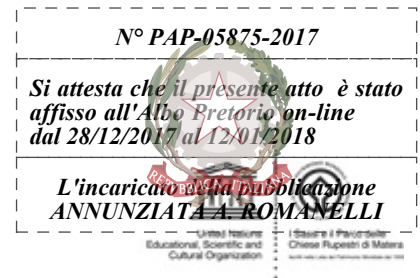 N° PAP-05875-2017
Si attesta che il presente atto è stato
affisso all'Albo Pretorio on-line
dal 28/12/2017 al 12/01/2018
L'incaricato della pubblicazione
ANNUNZIATA A. ROMANELLI
REPVBBLICA ITALIANA
United Nations
Educational, Scientific and
Cultural Organization
I Sassi e il Parco delle
Chiese Rupestri di Matera